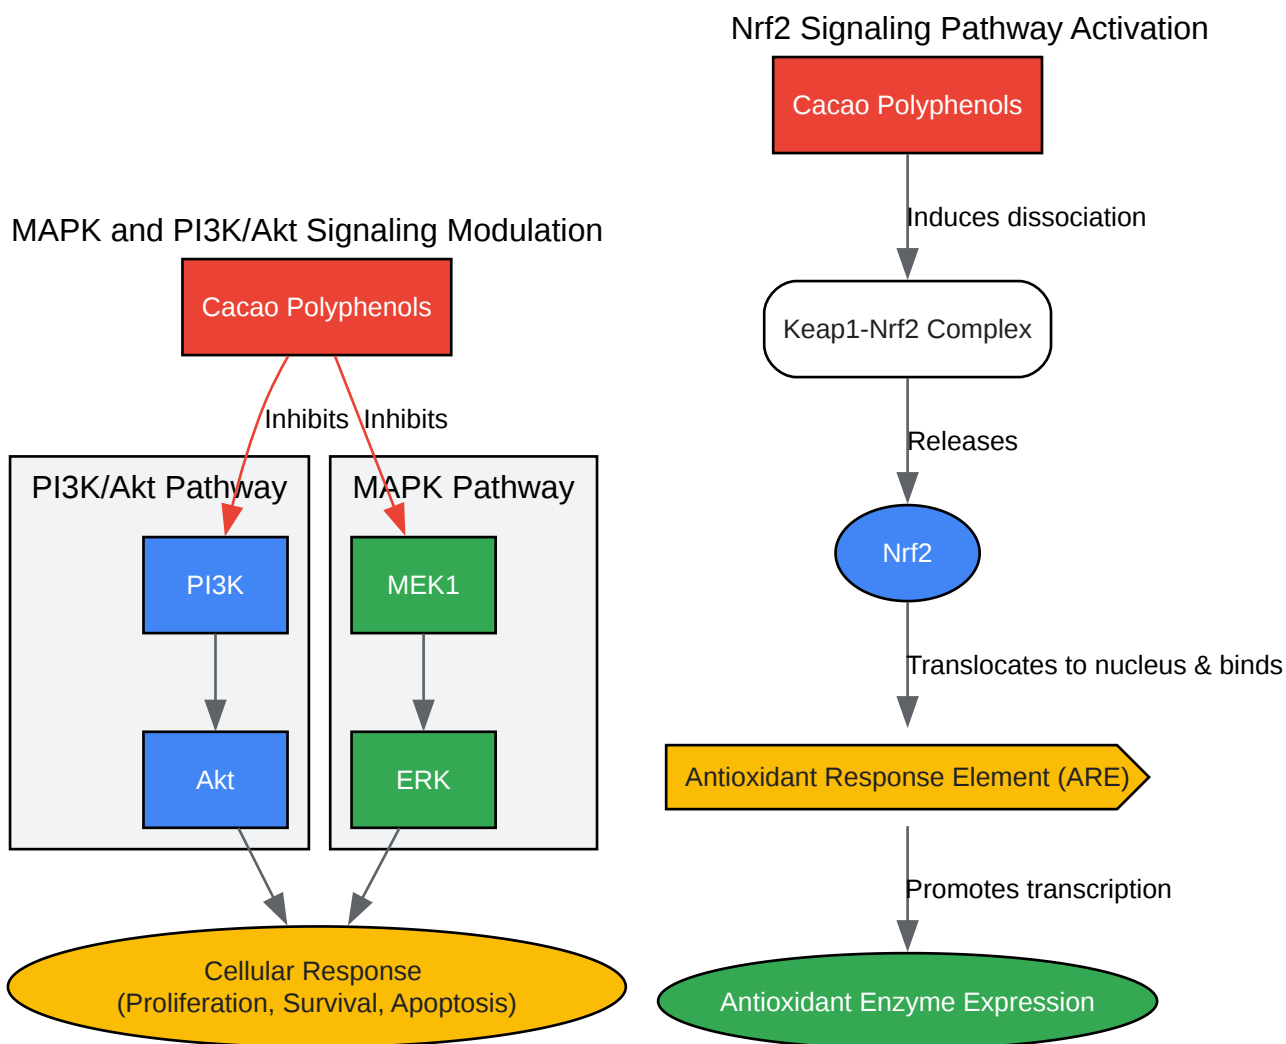 MAPK and PI3K/Akt Signaling Modulation
Cacao Polyphenols
Inhibits
Inhibits
PI3K/Akt Pathway
MAPK Pathway
PI3K
MEK1
Akt
ERK
Cellular Response
(Proliferation, Survival, Apoptosis)
Nrf2 Signaling Pathway Activation
Cacao Polyphenols
Induces dissociation
Keap1-Nrf2 Complex
Releases
Nrf2
Translocates to nucleus & binds
Antioxidant Response Element (ARE)
Promotes transcription
Antioxidant Enzyme Expression